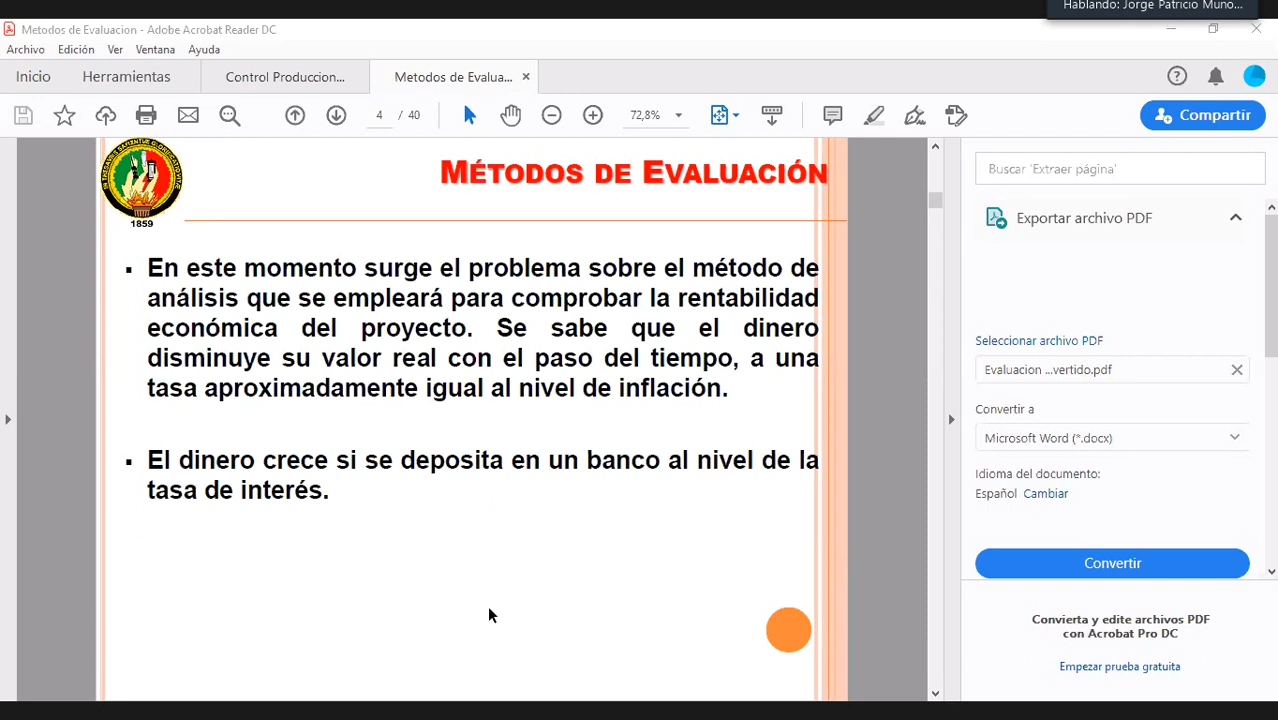 Hablando: Jorge Patricio Muno...
Metodos de Evaluacion - Adobe Acrobat Reader DC
Archivo Edición Ver Ventana Ayuda
Inicio Herramientas Control Produccion... Metodos de Evalua... ×
4 / 40 72,8% Compartir
MÉTODOS DE EVALUACIÓN
1859
▪ En este momento surge el problema sobre el método de
análisis que se empleará para comprobar la rentabilidad
económica del proyecto. Se sabe que el dinero
disminuye su valor real con el paso del tiempo, a una
tasa aproximadamente igual al nivel de inflación.
▪ El dinero crece si se deposita en un banco al nivel de la
tasa de interés.
Buscar 'Extraer página'
Exportar archivo PDF
Seleccionar archivo PDF
Evaluacion ...vertido.pdf
Convertir a
Microsoft Word (*.docx)
Idioma del documento:
Español Cambiar
Convertir
Convierta y edite archivos PDF
con Acrobat Pro DC
Empezar prueba gratuita